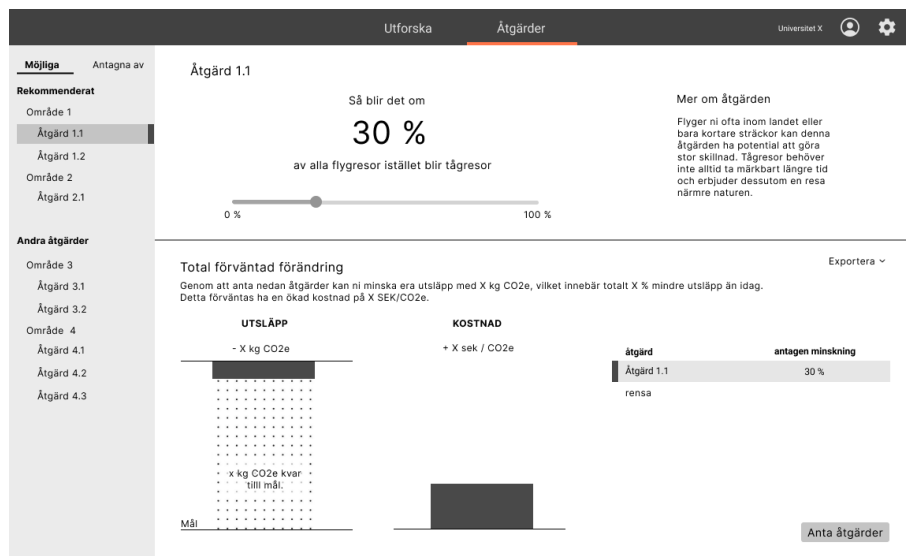 Utforska
Åtgärder
Universitet X
Möjliga
Antagna av
Rekommenderat
Område 1
Åtgärd 1.1
Åtgärd 1.2
Område 2
Åtgärd 2.1
Andra åtgärder
Område 3
Åtgärd 3.1
Åtgärd 3.2
Område 4
Åtgärd 4.1
Åtgärd 4.2
Åtgärd 4.3
Åtgärd 1.1
Så blir det om
30 %
av alla flygresor istället blir tågresor
0 %
100 %
Mer om åtgärden
Flyger ni ofta inom landet eller
bara kortare sträckor kan denna
åtgärden ha potential att göra
stor skillnad. Tågresor behöver
inte alltid ta märkbart längre tid
och erbjuder dessutom en resa
närmre naturen.
Exportera
Total förväntad förändring
Genom att anta nedan åtgärder kan ni minska era utsläpp med X kg CO2e, vilket innebär totalt X % mindre utsläpp än idag.
Detta förväntas ha en ökad kostnad på X SEK/CO2e.
UTSLÄPP
- X kg CO2e
x kg CO2e kvar
tilll mål.
Mål
KOSTNAD
+ X sek / CO2e
åtgärd
antagen minskning
Åtgärd 1.1
30 %
rensa
Anta åtgärder